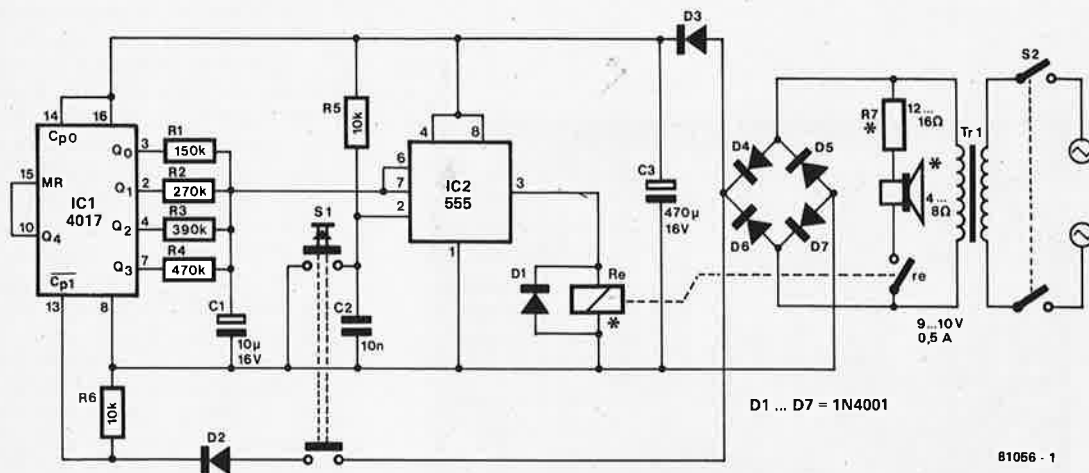 D3
S2
14
16
Cp0
R1
3
Q0
150k
R2
2
Q1
270k
R3
4
Q2
390k
R4
7
Q3
470k
15
MR
IC1
4017
10
Q4
Cp1
13
8
R5
10k
4
8
6
7
2
3
1
IC2
555
S1
C1
10µ
16V
C2
10n
D1
Re
*
C3
470µ
16V
D4
D5
D6
D7
R7
*
12...
16Ω
*
4...
8Ω
re
Tr1
9...10V
0,5 A
R6
10k
D2
D1 ... D7 = 1N4001
81056 - 1